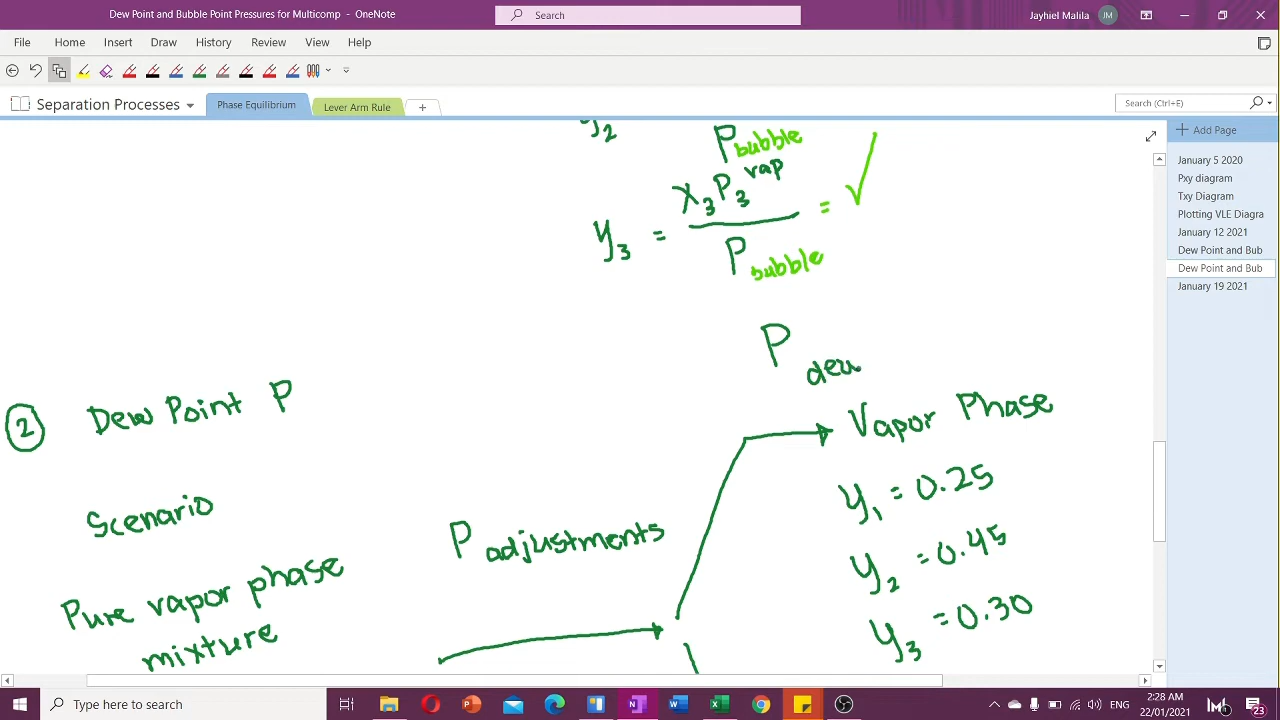 Dew Point and Bubble Point Pressures for Multicomp - OneNote
Search
Jayhiel Malila
JM
File Home Insert Draw History Review View Help
Separation Processes
Phase Equilibrium
Lever Arm Rule
Search (Ctrl+E)
Add Page
January 5 2020
Pxy diagram
Txy Diagram
Plotting VLE Diagra
January 12 2021
Dew Point and Bub
Dew Point and Bub
January 19 2021
y2
P bubble
y3 = x3 P3 vap / P bubble = ✓
P dew
2 Dew Point P
Vapor Phase
Scenario
y1 = 0.25
P adjustments
y2 = 0.45
Pure vapor phase
mixture
y3 = 0.30
Type here to search
ENG
2:28 AM
22/01/2021
23